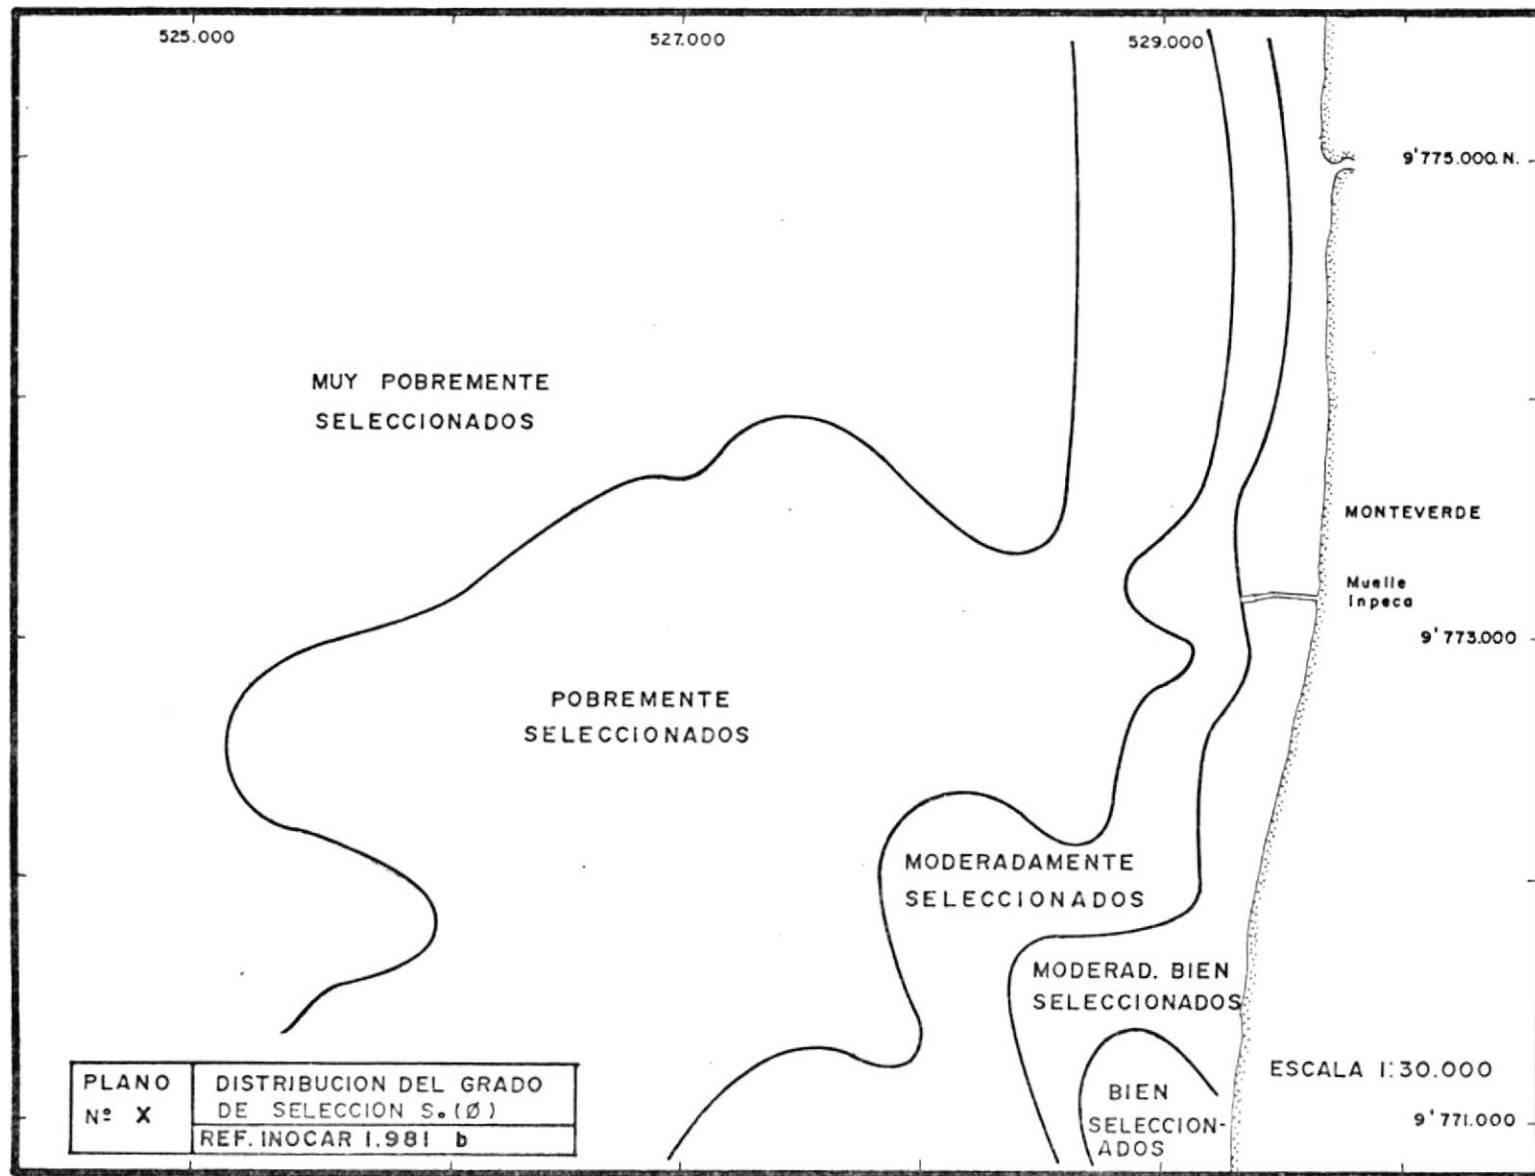 525.000
527.000
529.000
9'775.000.N.
MUY POBREMENTE
SELECCIONADOS
MONTEVERDE
Muelle
Inpeca
9'773.000
POBREMENTE
SELECCIONADOS
MODERADAMENTE
SELECCIONADOS
MODERAD. BIEN
SELECCIONADOS
BIEN
SELECCION-
ADOS
ESCALA 1:30.000
9'771.000
PLANO
Nº X
DISTRIBUCION DEL GRADO
DE SELECCION So(Ø)
REF. INOCAR 1.981 b